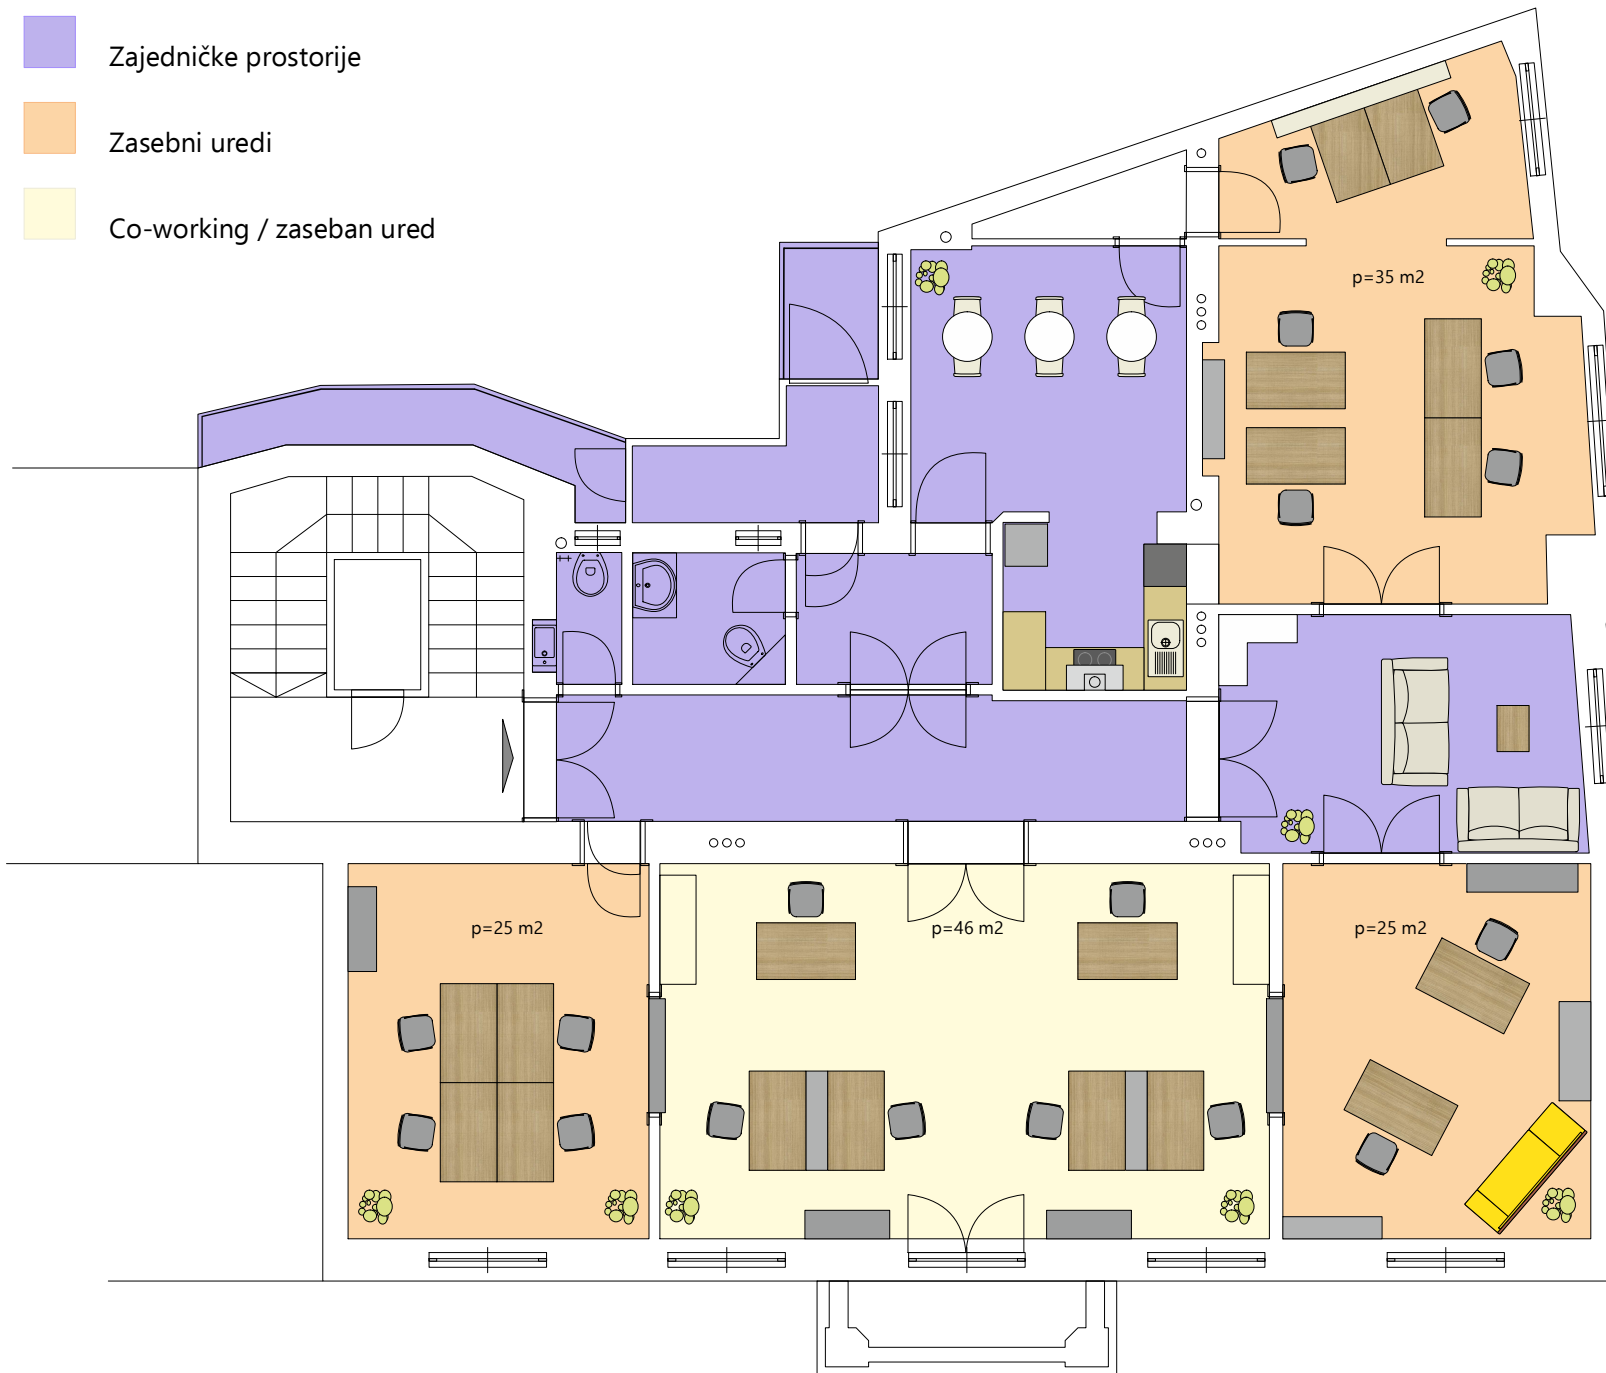 Zajedničke prostorije
Zasebni uredi
Co-working / zaseban ured
p=35 m2
p=25 m2
p=46 m2
p=25 m2